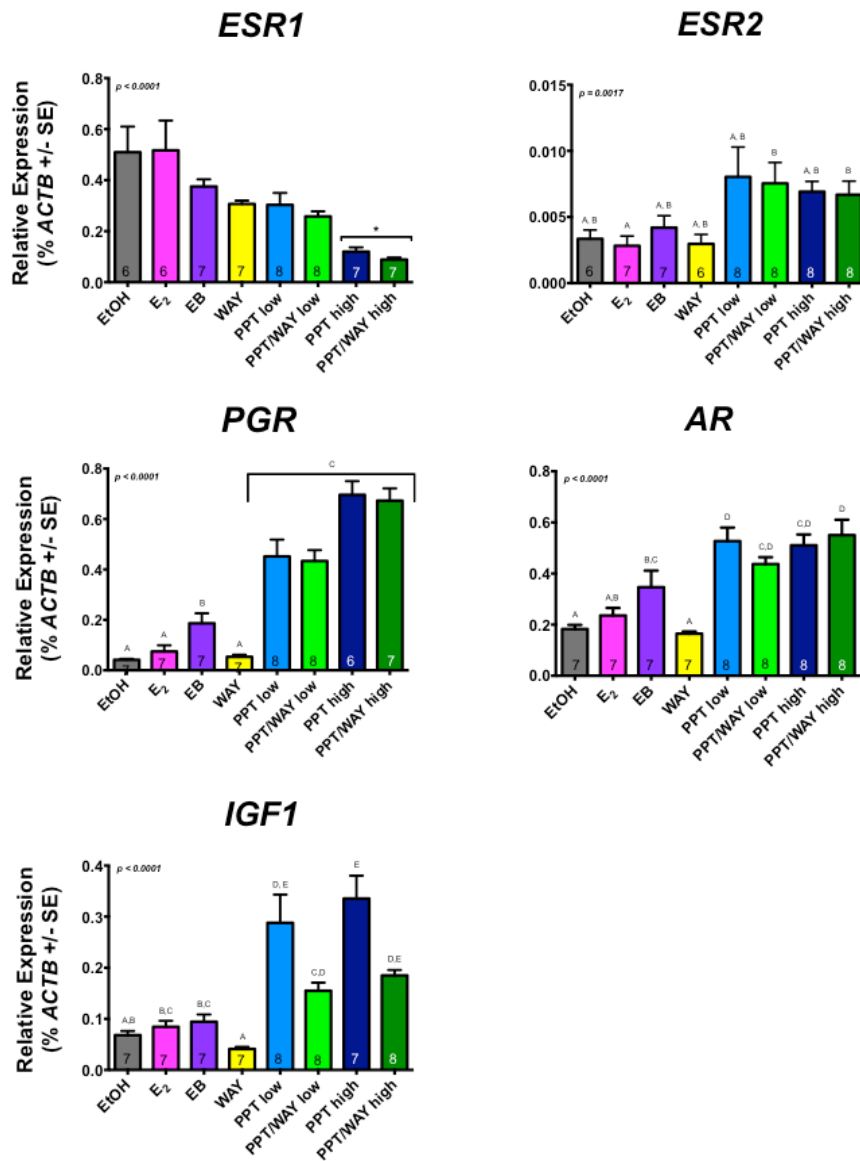 ESR1
Relative Expression
(% ACTB +/- SE)
p < 0.0001
0.8
0.6
0.4
0.2
0.0
*
6 6 7 7 8 8 7 7
EtOH E2 EB WAY PPT low PPT/WAY low PPT high PPT/WAY high
ESR2
p = 0.0017
0.015
0.010
0.005
0.000
A, B A A, B A, B A, B B A, B B
6 7 7 6 8 8 8 8
EtOH E2 EB WAY PPT low PPT/WAY low PPT high PPT/WAY high
PGR
Relative Expression
(% ACTB +/- SE)
p < 0.0001
0.8
0.6
0.4
0.2
0.0
A A B A C
7 7 7 7 8 8 6 7
EtOH E2 EB WAY PPT low PPT/WAY low PPT high PPT/WAY high
AR
p < 0.0001
0.8
0.6
0.4
0.2
0.0
A A,B B,C A D C,D C,D D
7 7 7 7 8 8 8 8
EtOH E2 EB WAY PPT low PPT/WAY low PPT high PPT/WAY high
IGF1
Relative Expression
(% ACTB +/- SE)
p < 0.0001
0.4
0.3
0.2
0.1
0.0
A,B B,C B,C A D, E C,D E D,E
7 7 7 7 8 8 7 8
EtOH E2 EB WAY PPT low PPT/WAY low PPT high PPT/WAY high